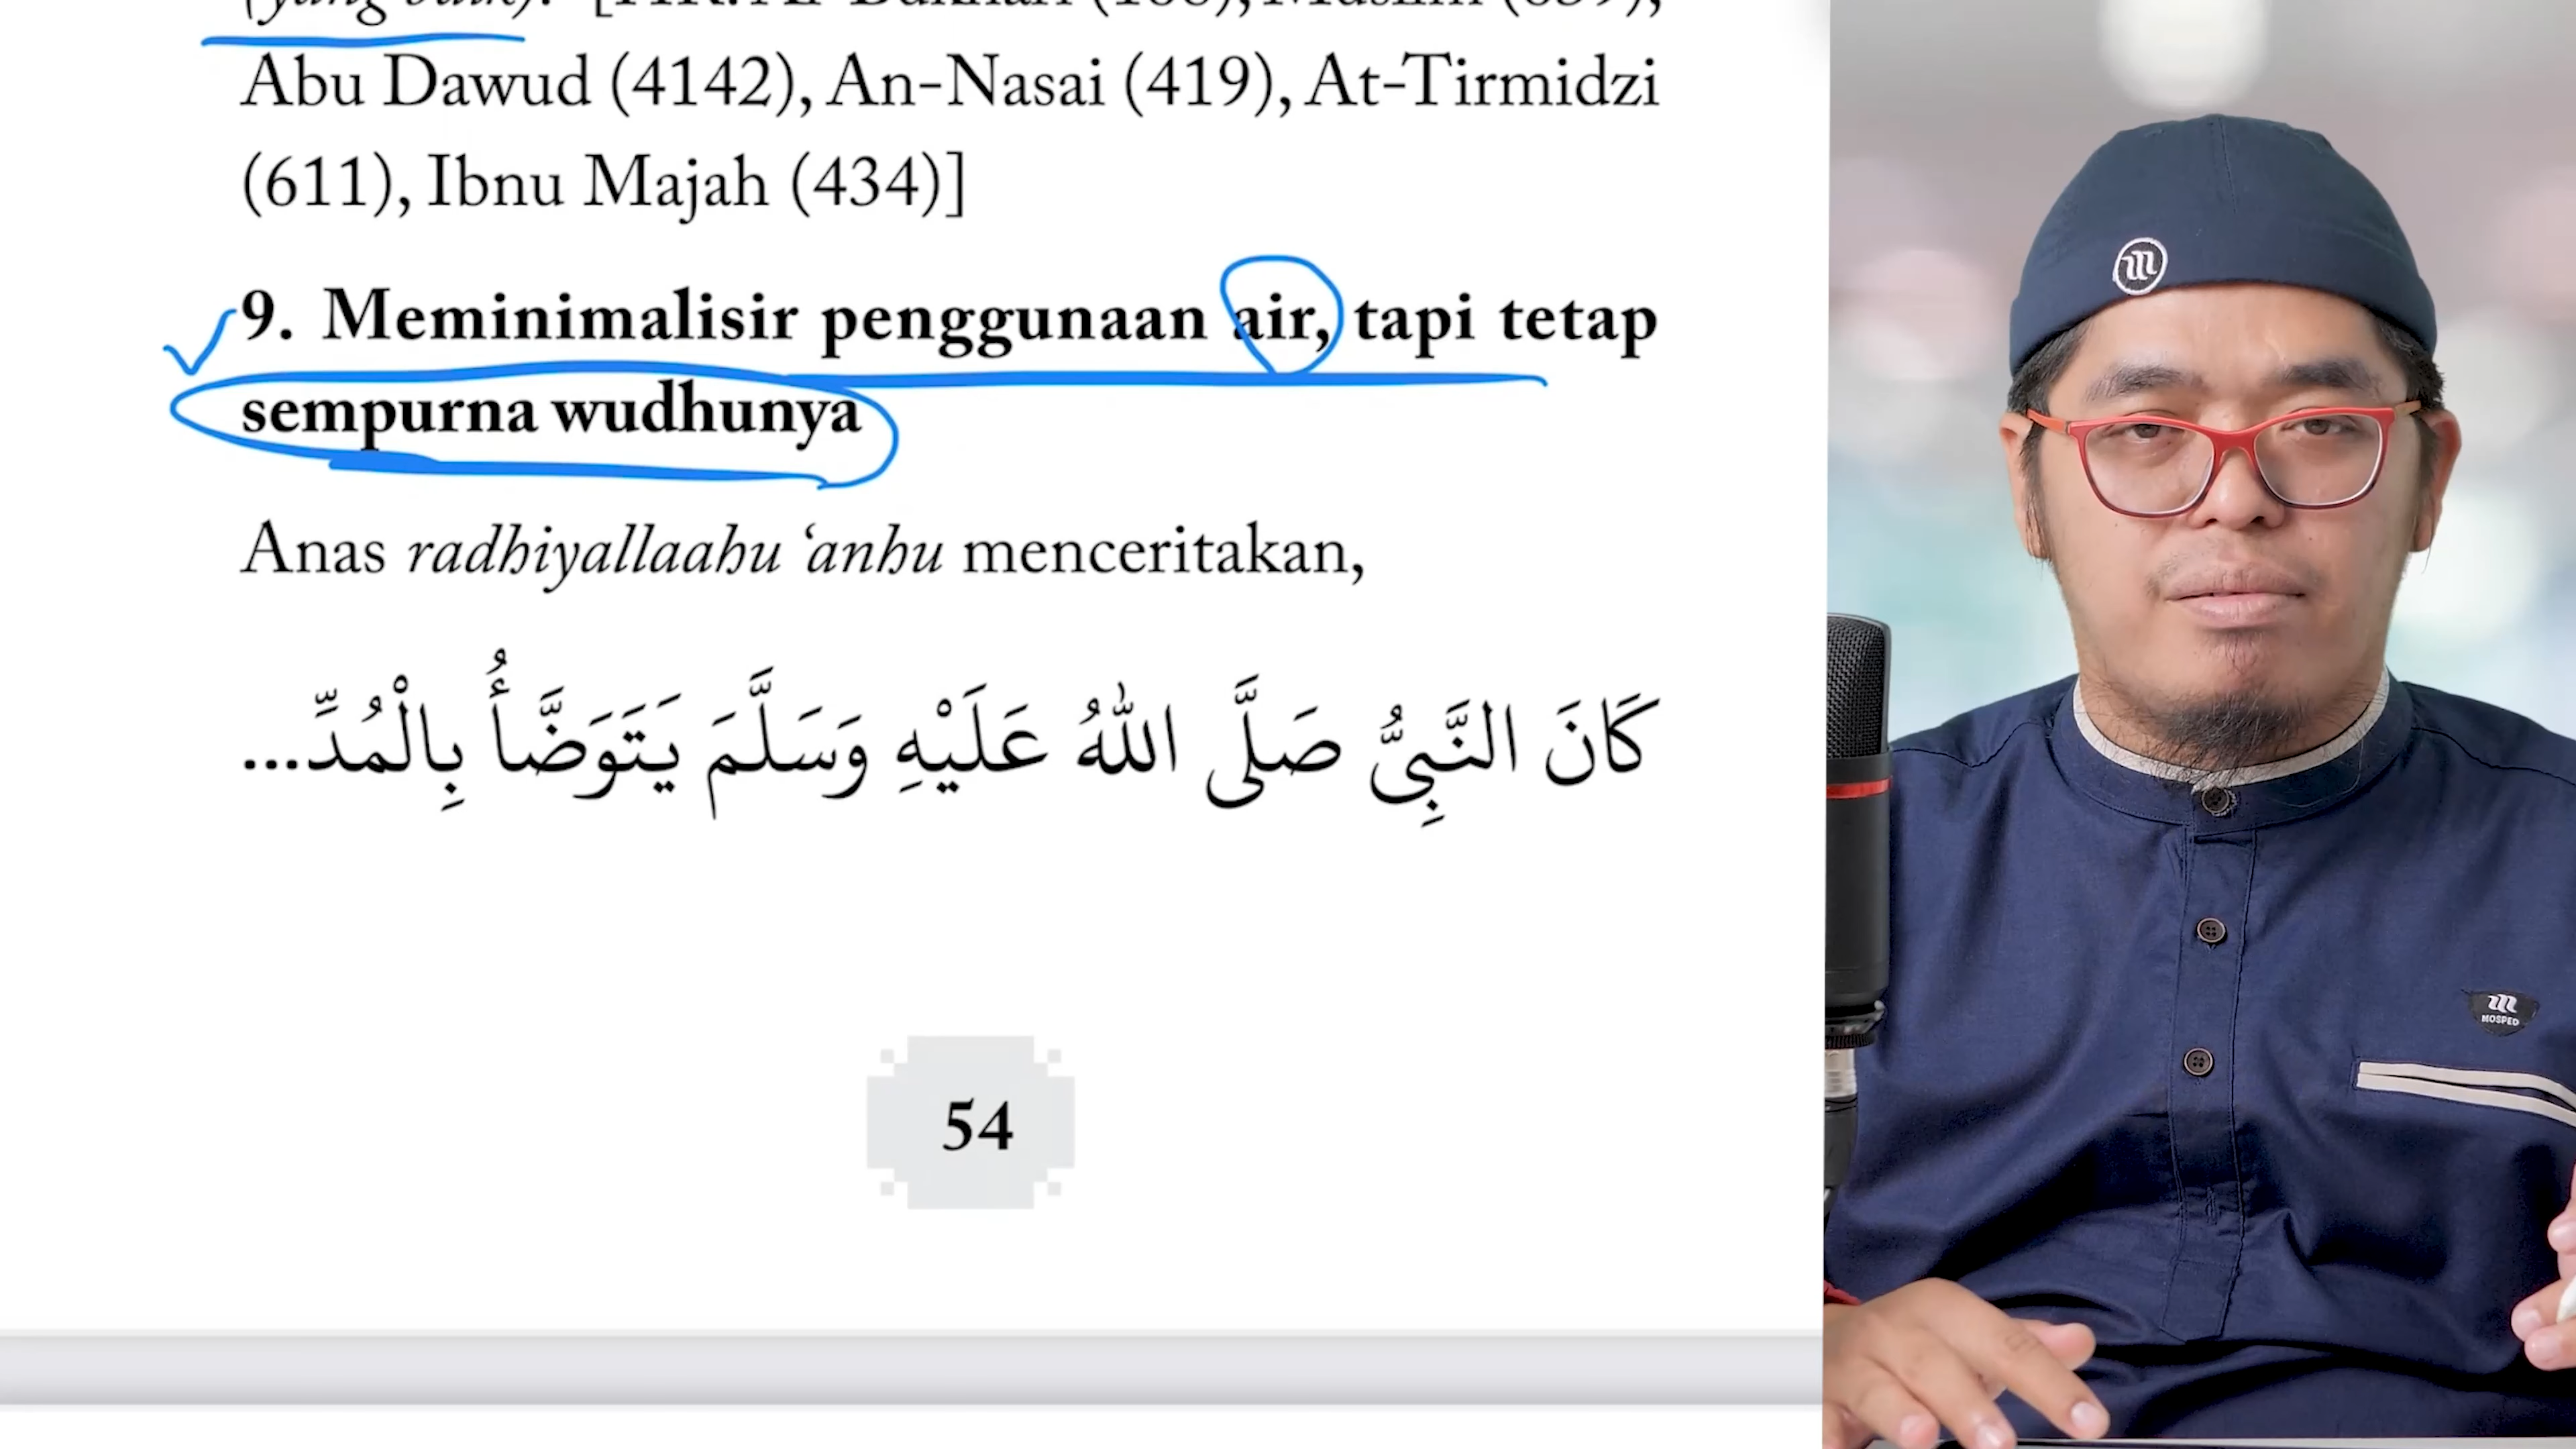 Abu Dawud (4142), An-Nasai (419), At-Tirmidzi
(611), Ibnu Majah (434)]
9. Meminimalisir penggunaan air, tapi tetap
sempurna wudhunya
Anas radhiyallaahu ‘anhu menceritakan,
كَانَ النَّبِيُّ صَلَّى اللهُ عَلَيْهِ وَسَلَّمَ يَتَوَضَّأُ بِالْمُدِّ...
54
MOSPED